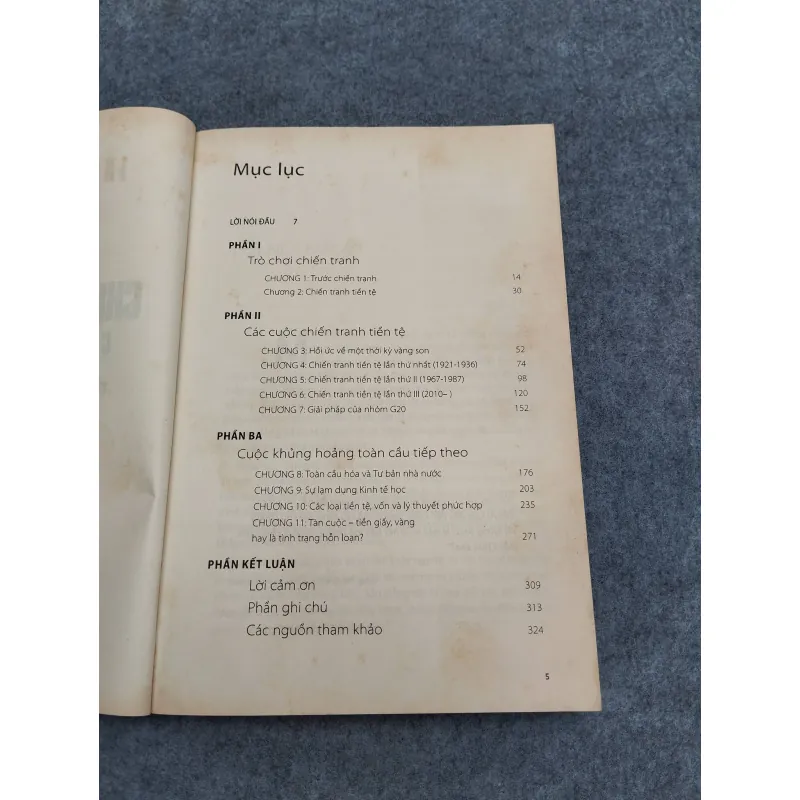 Mục lục
LỜI NÓI ĐẦU 7
PHẦN I
Trò chơi chiến tranh
CHƯƠNG 1: Trước chiến tranh 14
Chương 2: Chiến tranh tiền tệ 30
PHẦN II
Các cuộc chiến tranh tiền tệ
CHƯƠNG 3: Hồi ức về một thời kỳ vàng son 52
CHƯƠNG 4: Chiến tranh tiền tệ lần thứ nhất (1921-1936) 74
CHƯƠNG 5: Chiến tranh tiền tệ lần thứ II (1967-1987) 98
CHƯƠNG 6: Chiến tranh tiền tệ lần thứ III (2010– ) 120
CHƯƠNG 7: Giải pháp của nhóm G20 152
PHẦN BA
Cuộc khủng hoảng toàn cầu tiếp theo
CHƯƠNG 8: Toàn cầu hóa và Tư bản nhà nước 176
CHƯƠNG 9: Sự lạm dụng Kinh tế học 203
CHƯƠNG 10: Các loại tiền tệ, vốn và lý thuyết phức hợp 235
CHƯƠNG 11: Tàn cuộc – tiền giấy, vàng
hay là tình trạng hỗn loạn? 271
PHẦN KẾT LUẬN
Lời cảm ơn 309
Phần ghi chú 313
Các nguồn tham khảo 324
5